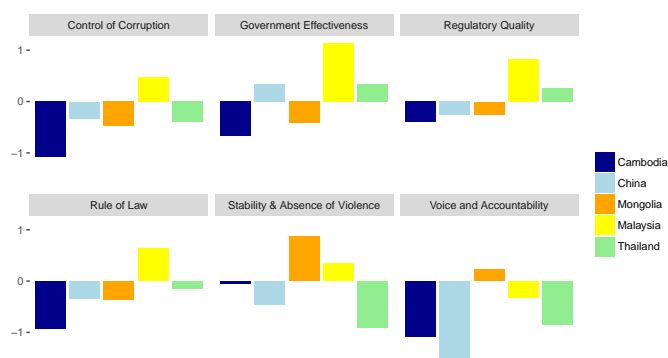 Control of Corruption
Government Effectiveness
Regulatory Quality
1
0
−1
Cambodia
China
Mongolia
Malaysia
Thailand
Rule of Law
Stability & Absence of Violence
Voice and Accountability
1
0
−1